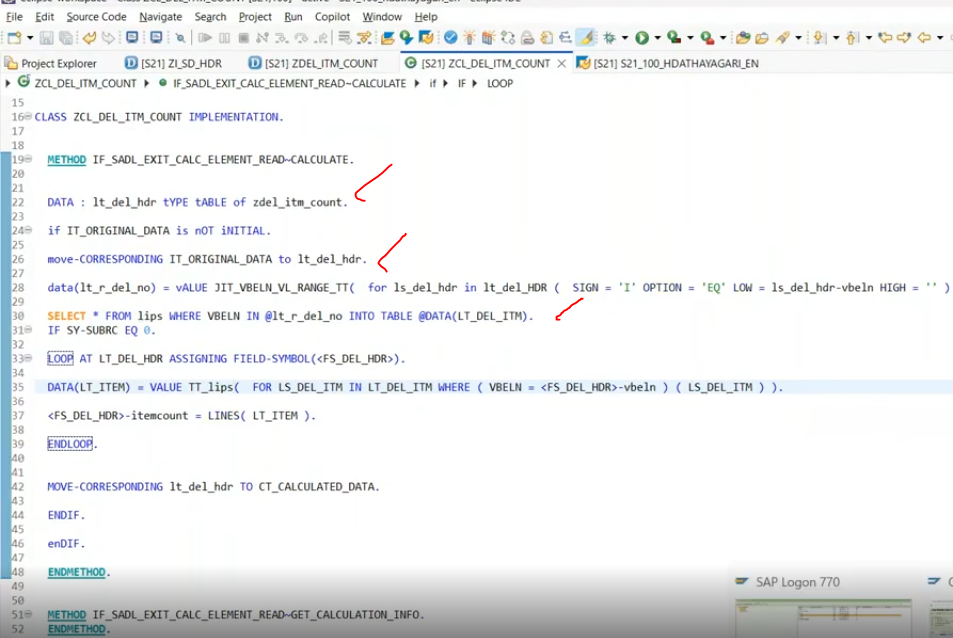 File Edit Source Code Navigate Search Project Run Copilot Window Help
Project Explorer [S21] ZI_SD_HDR [S21] ZDEL_ITM_COUNT [S21] ZCL_DEL_ITM_COUNT [S21] S21_100_HDATHAYAGARI_EN
ZCL_DEL_ITM_COUNT IF_SADL_EXIT_CALC_ELEMENT_READ~CALCULATE if IF LOOP
15
16 CLASS ZCL_DEL_ITM_COUNT IMPLEMENTATION.
17
18
19 METHOD IF_SADL_EXIT_CALC_ELEMENT_READ~CALCULATE.
20
21
22 DATA : lt_del_hdr tYPE tABLE of zdel_itm_count.
23
24 if IT_ORIGINAL_DATA is nOT iNITIAL.
25
26 move-CORRESPONDING IT_ORIGINAL_DATA to lt_del_hdr.
27
28 data(lt_r_del_no) = vALUE JIT_VBELN_VL_RANGE_TT( for ls_del_hdr in lt_del_HDR ( SIGN = 'I' OPTION = 'EQ' LOW = ls_del_hdr-vbeln HIGH = '' )
29
30 SELECT * FROM lips WHERE VBELN IN @lt_r_del_no INTO TABLE @DATA(LT_DEL_ITM).
31 IF SY-SUBRC EQ 0.
32
33 LOOP AT LT_DEL_HDR ASSIGNING FIELD-SYMBOL(<FS_DEL_HDR>).
34
35 DATA(LT_ITEM) = VALUE TT_lips( FOR LS_DEL_ITM IN LT_DEL_ITM WHERE ( VBELN = <FS_DEL_HDR>-vbeln ) ( LS_DEL_ITM ) ).
36
37 <FS_DEL_HDR>-itemcount = LINES( LT_ITEM ).
38
39 ENDLOOP.
40
41
42 MOVE-CORRESPONDING lt_del_hdr TO CT_CALCULATED_DATA.
43
44 ENDIF.
45
46 enDIF.
47
48 ENDMETHOD.
49
50
51 METHOD IF_SADL_EXIT_CALC_ELEMENT_READ~GET_CALCULATION_INFO.
52 ENDMETHOD.
SAP Logon 770